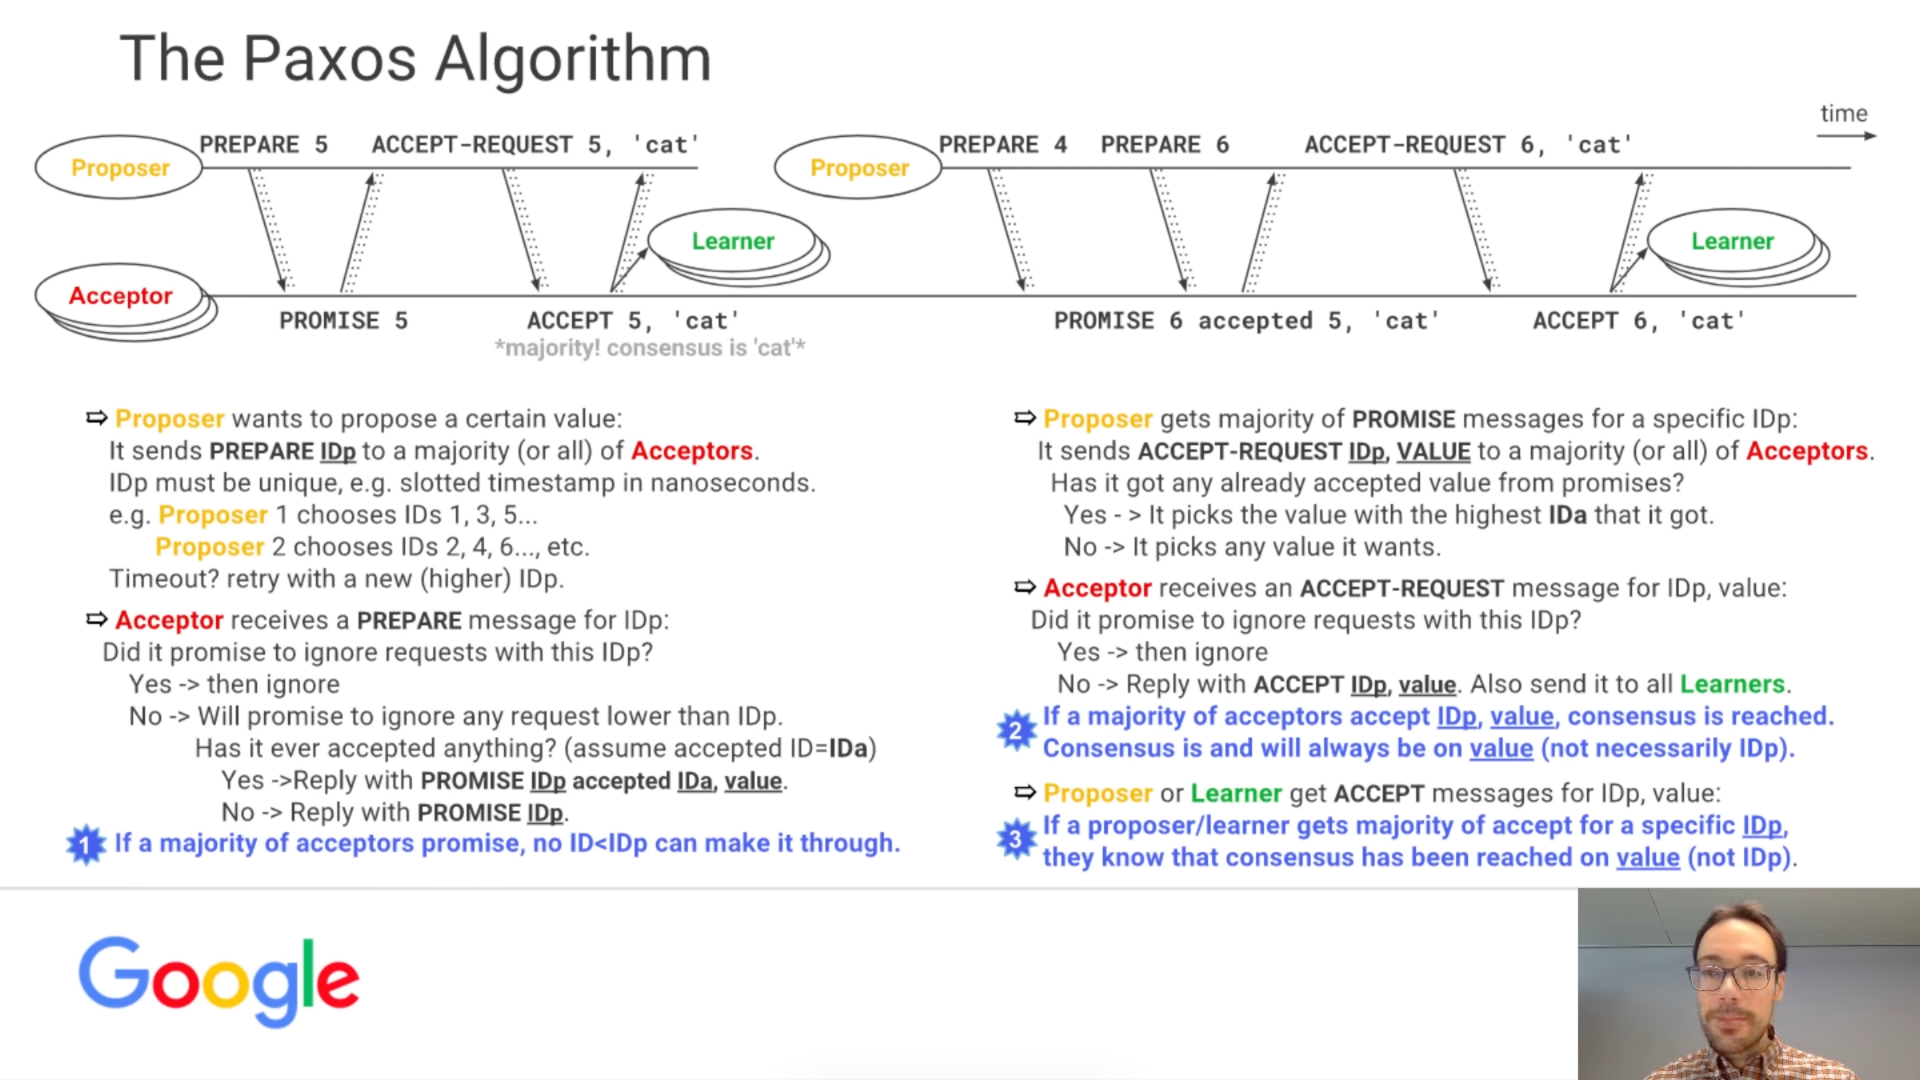 The Paxos Algorithm
time
PREPARE 5 ACCEPT-REQUEST 5, 'cat' PREPARE 4 PREPARE 6 ACCEPT-REQUEST 6, 'cat'
Proposer Proposer
Learner Learner
Acceptor
PROMISE 5 ACCEPT 5, 'cat' PROMISE 6 accepted 5, 'cat' ACCEPT 6, 'cat'
*majority! consensus is 'cat'*
⇨ Proposer wants to propose a certain value:
It sends PREPARE IDp to a majority (or all) of Acceptors.
IDp must be unique, e.g. slotted timestamp in nanoseconds.
e.g. Proposer 1 chooses IDs 1, 3, 5...
Proposer 2 chooses IDs 2, 4, 6..., etc.
Timeout? retry with a new (higher) IDp.
⇨ Acceptor receives a PREPARE message for IDp:
Did it promise to ignore requests with this IDp?
Yes -> then ignore
No -> Will promise to ignore any request lower than IDp.
Has it ever accepted anything? (assume accepted ID=IDa)
Yes ->Reply with PROMISE IDp accepted IDa, value.
No -> Reply with PROMISE IDp.
1 If a majority of acceptors promise, no ID<IDp can make it through.
⇨ Proposer gets majority of PROMISE messages for a specific IDp:
It sends ACCEPT-REQUEST IDp, VALUE to a majority (or all) of Acceptors.
Has it got any already accepted value from promises?
Yes - > It picks the value with the highest IDa that it got.
No -> It picks any value it wants.
⇨ Acceptor receives an ACCEPT-REQUEST message for IDp, value:
Did it promise to ignore requests with this IDp?
Yes -> then ignore
No -> Reply with ACCEPT IDp, value. Also send it to all Learners.
2 If a majority of acceptors accept IDp, value, consensus is reached.
Consensus is and will always be on value (not necessarily IDp).
⇨ Proposer or Learner get ACCEPT messages for IDp, value:
3 If a proposer/learner gets majority of accept for a specific IDp,
they know that consensus has been reached on value (not IDp).
Google